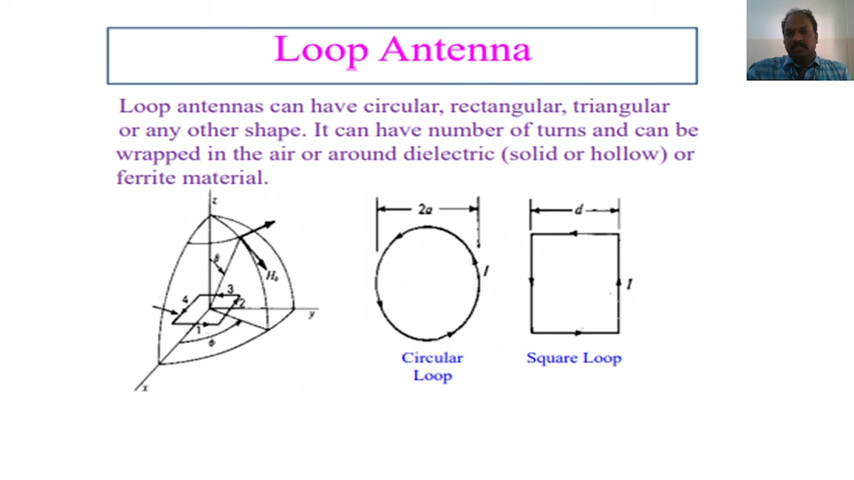 Loop Antenna
Loop antennas can have circular, rectangular, triangular
or any other shape. It can have number of turns and can be
wrapped in the air or around dielectric (solid or hollow) or
ferrite material.
z
θ
H₀
4
3
2
1
ϕ
y
x
2a
I
d
I
Circular
Loop
Square Loop